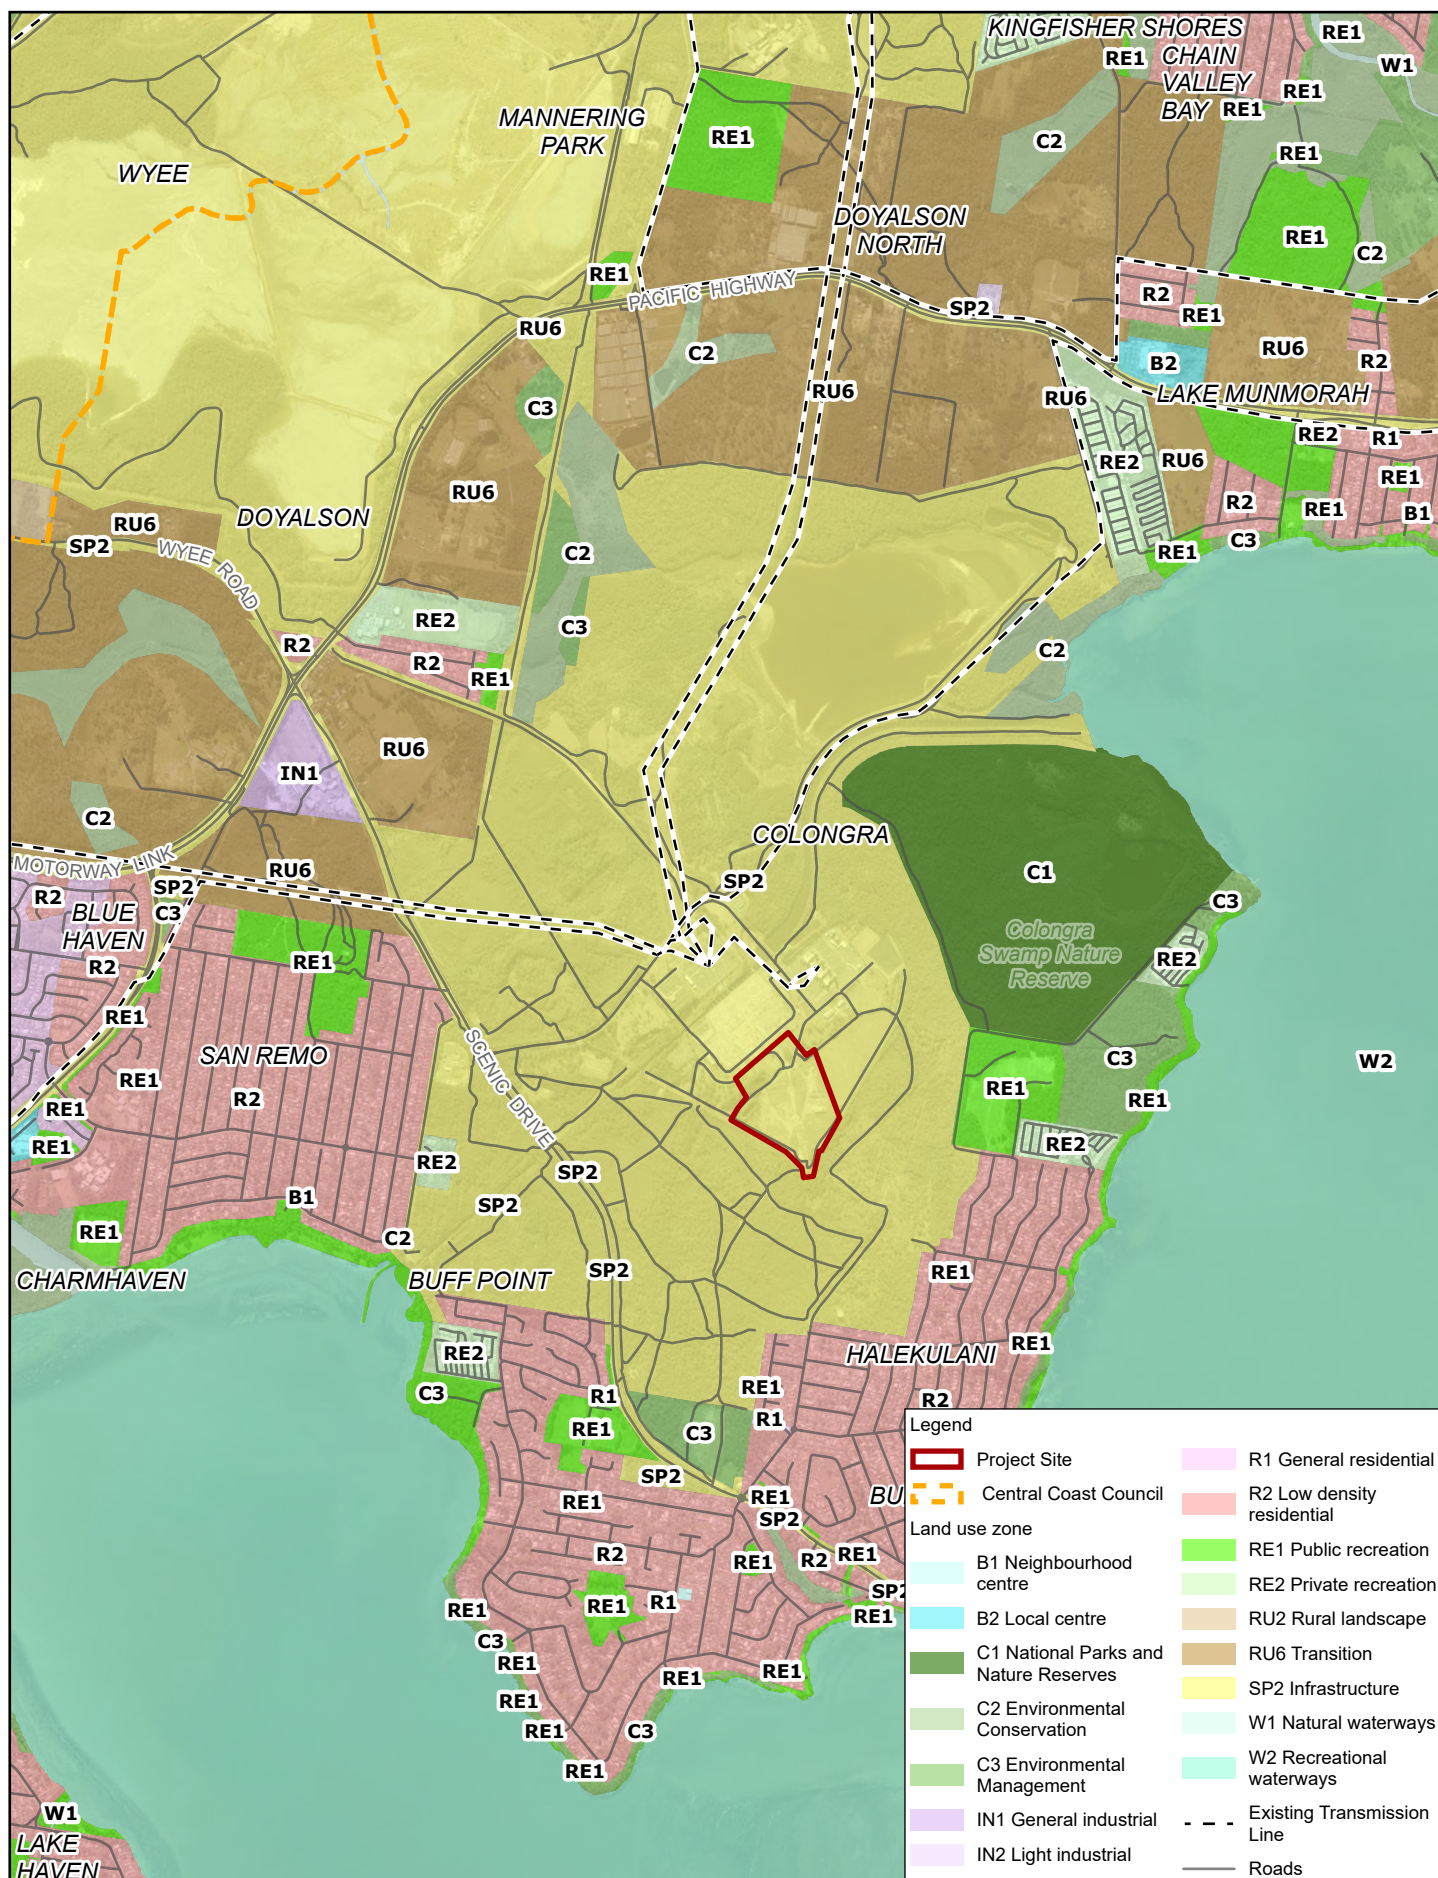 KINGFISHER SHORES
RE1
CHAIN
VALLEY
BAY
RE1
W1
RE1
RE1
RE1
MANNERING
PARK
RE1
C2
RE1
WYEE
DOYALSON
NORTH
RE1
C2
RE1
PACIFIC HIGHWAY
R2
SP2
RE1
RU6
C2
B2
RU6
R2
RU6
RU6
LAKE MUNMORAH
C3
RE2
R1
RE2
RU6
RE1
RU6
R2
RE1
B1
DOYALSON
RU6
SP2
WYEE ROAD
C2
RE1
C3
RE2
C3
R2
R2
C2
RE1
RU6
IN1
C2
COLONGRA
MOTORWAY LINK
RU6
SP2
C1
SP2
R2
BLUE
HAVEN
C3
C3
Colongra
Swamp Nature
Reserve
R2
RE1
RE2
RE1
SAN REMO
SCENIC DRIVE
C3
W2
RE1
R2
RE1
RE1
RE1
RE1
RE2
RE2
SP2
B1
SP2
RE1
C2
CHARMHAVEN
BUFF POINT
SP2
RE1
RE2
HALEKULANI
RE1
C3
R1
RE1
R2
RE1
C3
R1
SP2
RE1
BU
RE1
SP2
R2
RE1
R2
RE1
SP2
RE1
RE1
R1
RE1
C3
RE1
RE1
RE1
RE1
RE1
C3
RE1
W1
LAKE
HAVEN
Legend
Project Site
Central Coast Council
Land use zone
B1 Neighbourhood
centre
B2 Local centre
C1 National Parks and
Nature Reserves
C2 Environmental
Conservation
C3 Environmental
Management
IN1 General industrial
IN2 Light industrial
R1 General residential
R2 Low density
residential
RE1 Public recreation
RE2 Private recreation
RU2 Rural landscape
RU6 Transition
SP2 Infrastructure
W1 Natural waterways
W2 Recreational
waterways
Existing Transmission
Line
Roads